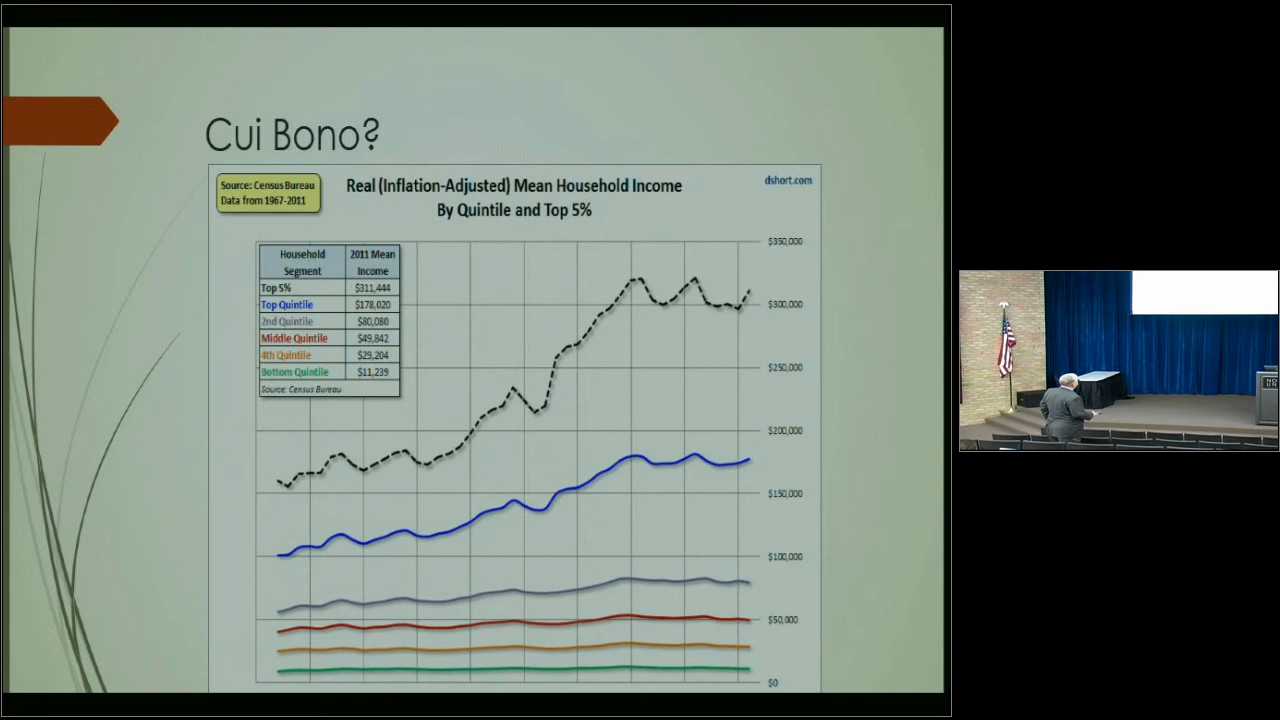 Cui Bono?
Source: Census Bureau
Data from 1967-2011
Real (Inflation-Adjusted) Mean Household Income
By Quintile and Top 5%
dshort.com
Household Segment 2011 Mean Income
Top 5% $311,444
Top Quintile $178,020
2nd Quintile $80,080
Middle Quintile $49,842
4th Quintile $29,204
Bottom Quintile $11,239
Source: Census Bureau
$350,000
$300,000
$250,000
$200,000
$150,000
$100,000
$50,000
$0